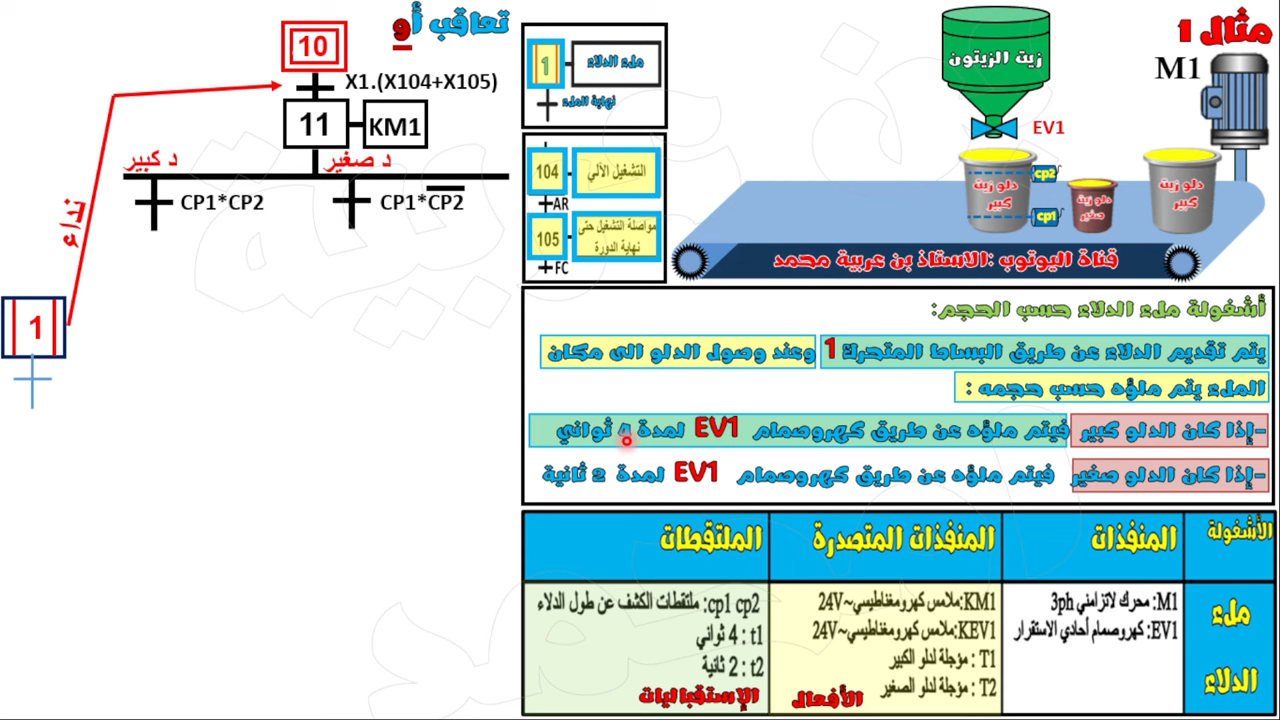 مثال 1
M1
زيت الزيتون
EV1
دلو زيت
كبير
cp2
cp1
دلو زيت
صغير
دلو زيت
كبير
قناة اليوتوب :الاستاذ بن عربية محمد
تعاقب أو
10
X1.(X104+X105)
11
KM1
د كبير
د صغير
CP1*CP2
CP1*C̅P̅2̅
نداء
1
1
ملء الدلاء
نهاية الملء
104
التشغيل الآلي
AR
105
مواصلة التشغيل حتى
نهاية الدورة
FC
أشغولة ملء الدلاء حسب الحجم:
يتم تقديم الدلاء عن طريق البساط المتحرك 1 وعند وصول الدلو الى مكان
الملء يتم ملؤه حسب حجمه :
-إذا كان الدلو كبير فيتم ملؤه عن طريق كهروصمام EV1 لمدة 4 ثواني
-إذا كان الدلو صغير فيتم ملؤه عن طريق كهروصمام EV1 لمدة 2 ثانية
الأشغولة
المنفذات
المنفذات المتصدرة
الملتقطات
ملء
الدلاء
M1: محرك لاتزامني 3ph
EV1: كهروصمام أحادي الاستقرار
KM1:ملامس كهرومغناطيسي~24V
KEV1:ملامس كهرومغناطيسي~24V
T1 : مؤجلة لدلو الكبير
T2 : مؤجلة لدلو الصغير
الأفعال
cp1 cp2: ملتقطات الكشف عن طول الدلاء
t1 : 4 ثواني
t2 : 2 ثانية
الإستقباليات